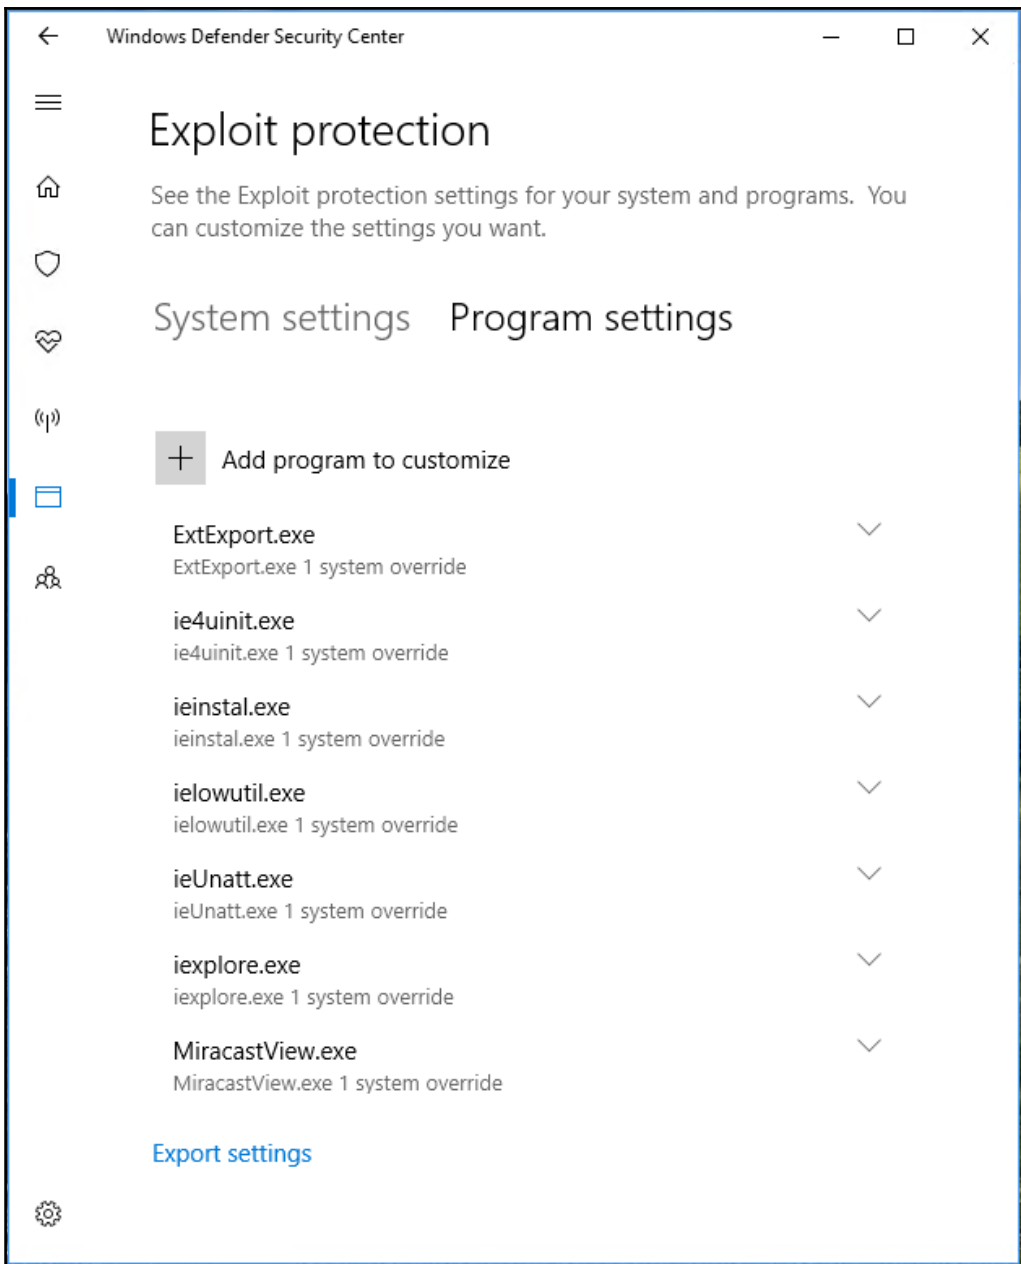 Windows Defender Security Center
Exploit protection
See the Exploit protection settings for your system and programs.  You
can customize the settings you want.
System settings Program settings
Add program to customize
ExtExport.exe
ExtExport.exe 1 system override
ie4uinit.exe
ie4uinit.exe 1 system override
ieinstal.exe
ieinstal.exe 1 system override
ielowutil.exe
ielowutil.exe 1 system override
ieUnatt.exe
ieUnatt.exe 1 system override
iexplore.exe
iexplore.exe 1 system override
MiracastView.exe
MiracastView.exe 1 system override
Export settings